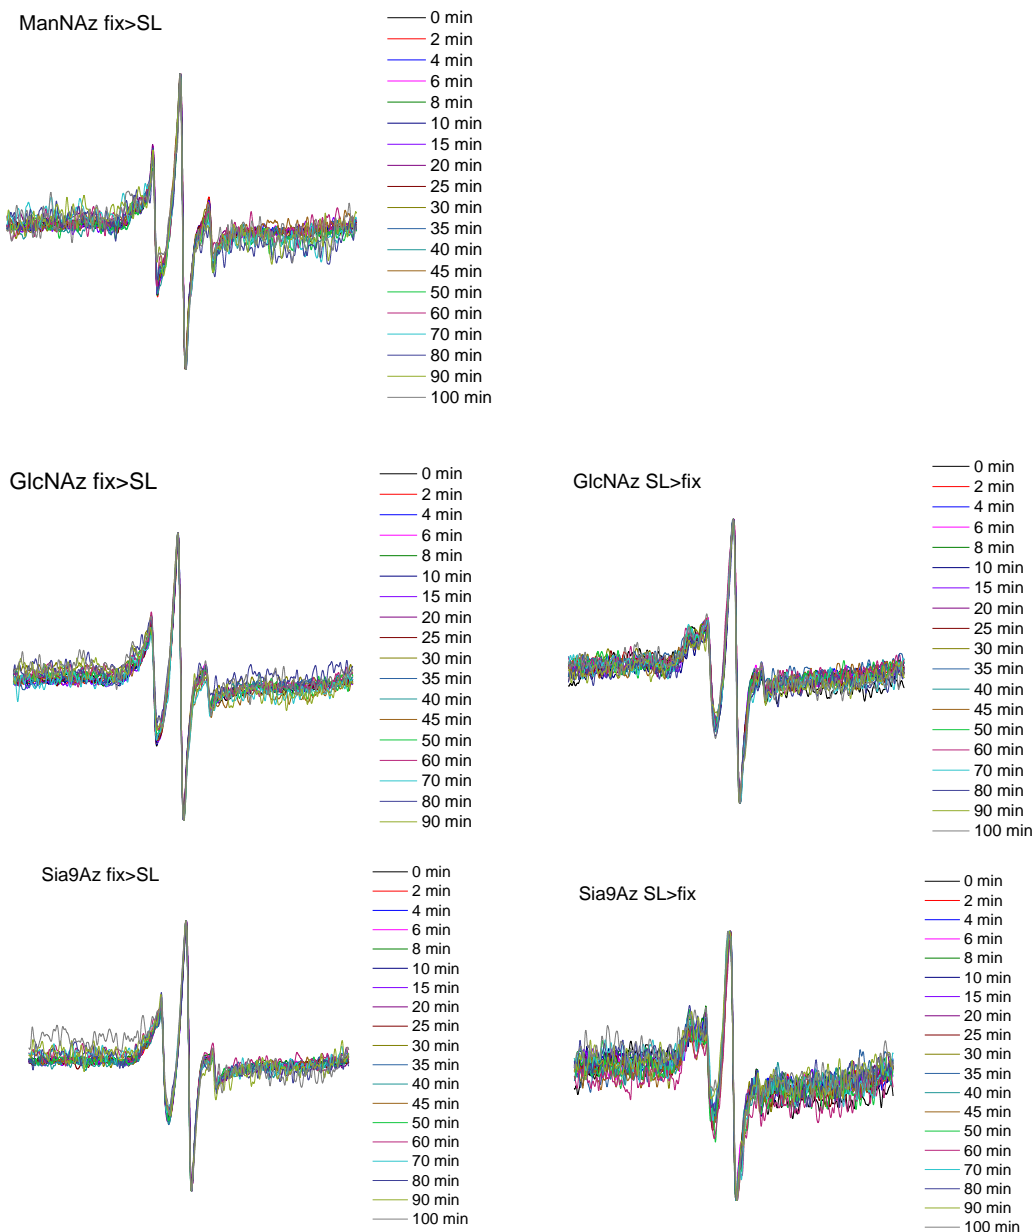 ManNAz fix>SL
0 min
2 min
4 min
6 min
8 min
10 min
15 min
20 min
25 min
30 min
35 min
40 min
45 min
50 min
60 min
70 min
80 min
90 min
100 min
GlcNAz fix>SL
0 min
2 min
4 min
6 min
8 min
10 min
15 min
20 min
25 min
30 min
35 min
40 min
45 min
50 min
60 min
70 min
80 min
90 min
GlcNAz SL>fix
0 min
2 min
4 min
6 min
8 min
10 min
15 min
20 min
25 min
30 min
35 min
40 min
45 min
50 min
60 min
70 min
80 min
90 min
100 min
Sia9Az fix>SL
0 min
2 min
4 min
6 min
8 min
10 min
15 min
20 min
25 min
30 min
35 min
40 min
45 min
50 min
60 min
70 min
80 min
90 min
100 min
Sia9Az SL>fix
0 min
2 min
4 min
6 min
8 min
10 min
15 min
20 min
25 min
30 min
35 min
40 min
45 min
50 min
60 min
70 min
80 min
90 min
100 min